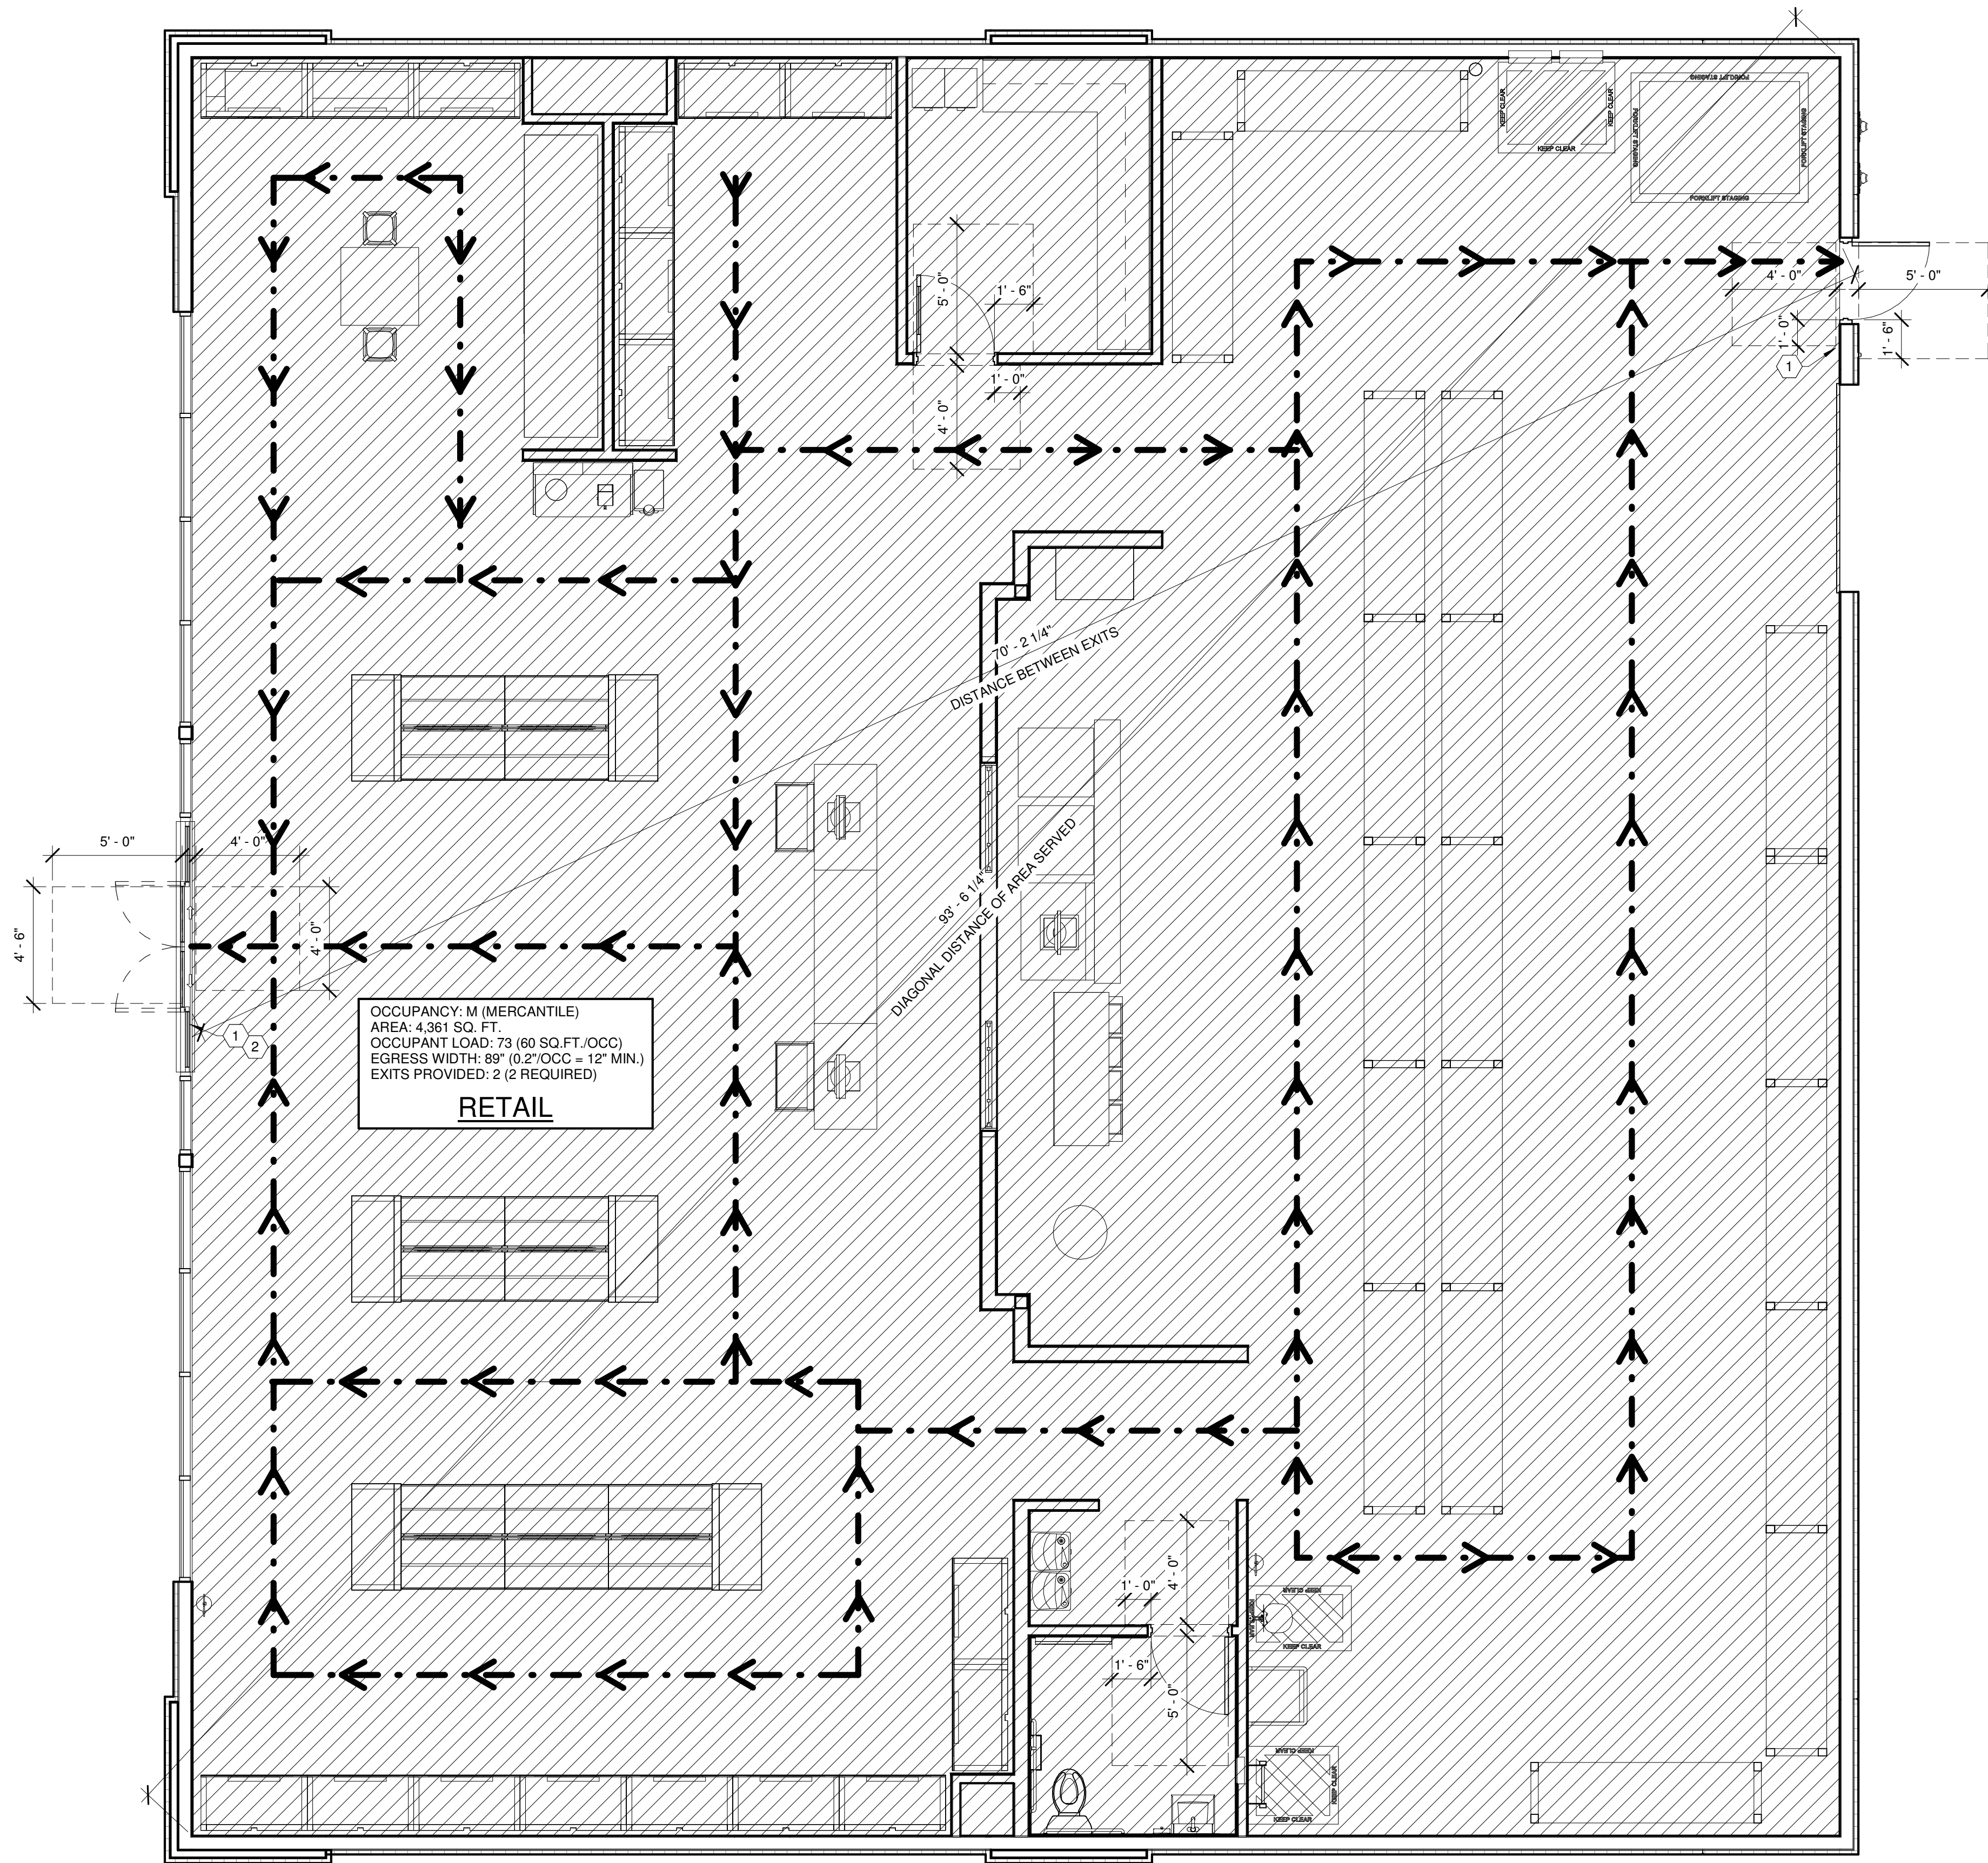 FORKLIFT STAGING
KEEP CLEAR
KEEP CLEAR
FORKLIFT STAGING
FORKLIFT STAGING
KEEP CLEAR
FORKLIFT STAGING
5' - 0"
1' - 6"
4' - 0"
5' - 0"
1' - 0"
1' - 6"
1
1' - 0"
4' - 0"
70' - 2 1/4"
DISTANCE BETWEEN EXITS
5' - 0"
4' - 0"
4' - 6"
4' - 0"
93' - 6 1/4"
DIAGONAL DISTANCE OF AREA SERVED
1
2
OCCUPANCY: M (MERCANTILE)
AREA: 4,361 SQ. FT.
OCCUPANT LOAD: 73 (60 SQ.FT./OCC)
EGRESS WIDTH: 89" (0.2"/OCC = 12" MIN.)
EXITS PROVIDED: 2 (2 REQUIRED)
RETAIL
4' - 0"
1' - 0"
KEEP CLEAR
KEEP CLEAR
KEEP CLEAR
1' - 6"
5' - 0"
KEEP CLEAR
KEEP CLEAR
KEEP CLEAR